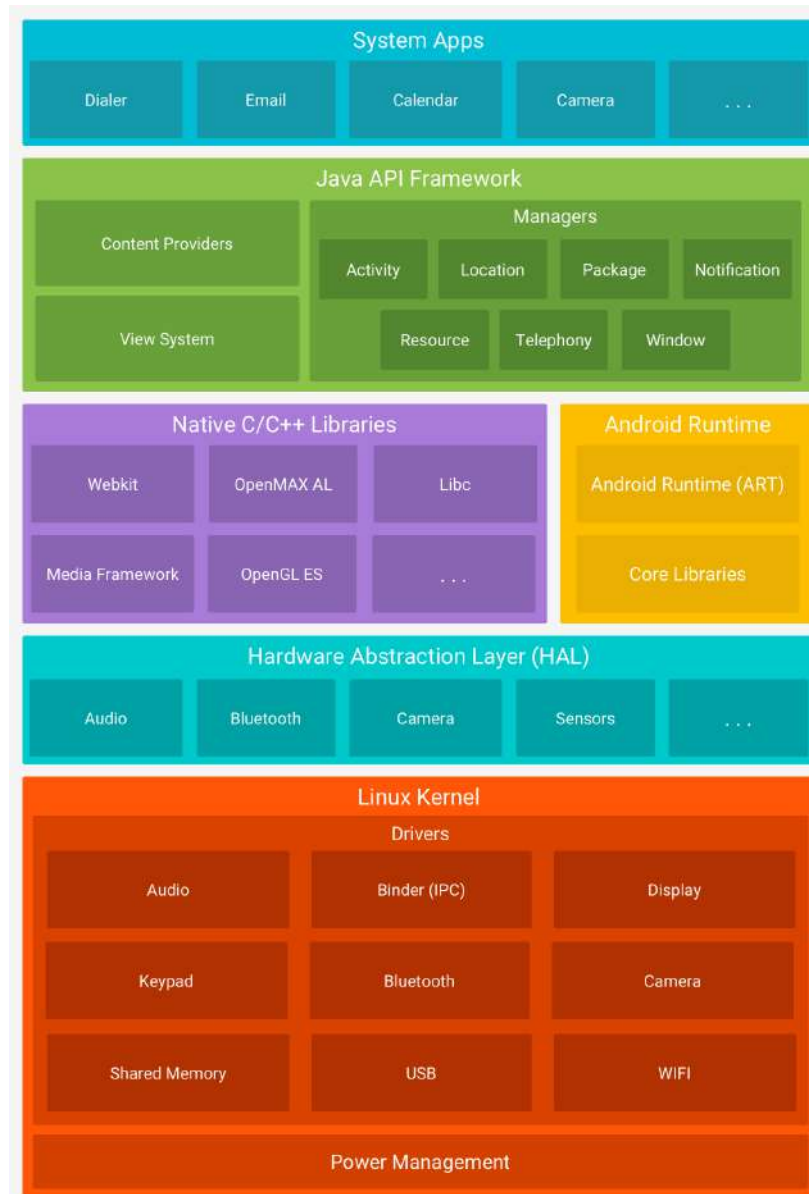 System Apps
Dialer
Email
Calendar
Camera
. . .
Java API Framework
Content Providers
View System
Managers
Activity
Location
Package
Notification
Resource
Telephony
Window
Native C/C++ Libraries
Webkit
OpenMAX AL
Libc
Media Framework
OpenGL ES
. . .
Android Runtime
Android Runtime (ART)
Core Libraries
Hardware Abstraction Layer (HAL)
Audio
Bluetooth
Camera
Sensors
. . .
Linux Kernel
Drivers
Audio
Binder (IPC)
Display
Keypad
Bluetooth
Camera
Shared Memory
USB
WIFI
Power Management